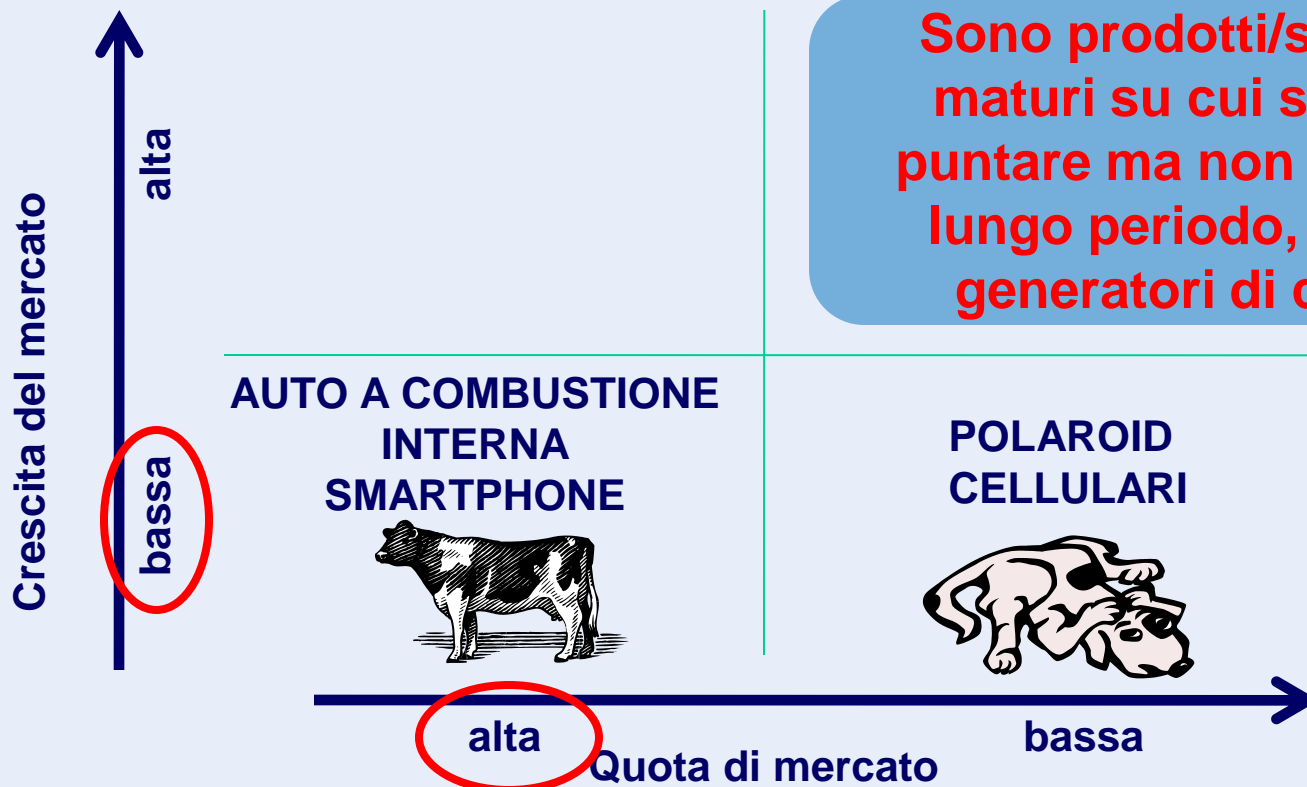 Sono prodotti/s
maturi su cui s
puntare ma non
lungo periodo,
generatori di
alta
Crescita del mercato
bassa
AUTO A COMBUSTIONE
INTERNA
SMARTPHONE
POLAROID
CELLULARI
alta
bassa
Quota di mercato